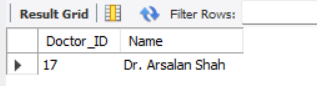 Result Grid Filter Rows:
Doctor_ID Name
17 Dr. Arsalan Shah